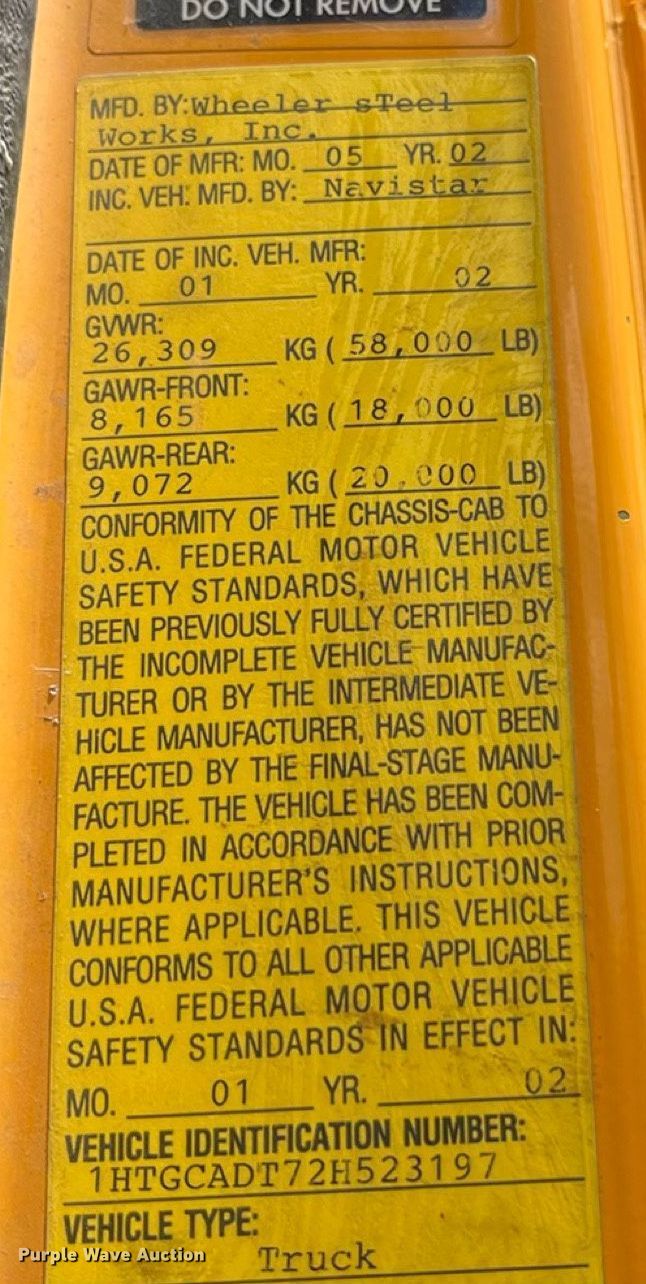 DO NOT REMOVE
MFD. BY: Wheeler sTeel
Works, Inc.
DATE OF MFR: MO. 05 YR. 02
INC. VEH. MFD. BY: Navistar
DATE OF INC. VEH. MFR:
MO. 01 YR. 02
GVWR:
26,309 KG ( 58,000 LB)
GAWR-FRONT:
8,165 KG ( 18,000 LB)
GAWR-REAR:
9,072 KG ( 20,000 LB)
CONFORMITY OF THE CHASSIS-CAB TO
U.S.A. FEDERAL MOTOR VEHICLE
SAFETY STANDARDS, WHICH HAVE
BEEN PREVIOUSLY FULLY CERTIFIED BY
THE INCOMPLETE VEHICLE MANUFAC-
TURER OR BY THE INTERMEDIATE VE-
HICLE MANUFACTURER, HAS NOT BEEN
AFFECTED BY THE FINAL-STAGE MANU-
FACTURE. THE VEHICLE HAS BEEN COM-
PLETED IN ACCORDANCE WITH PRIOR
MANUFACTURER'S INSTRUCTIONS,
WHERE APPLICABLE. THIS VEHICLE
CONFORMS TO ALL OTHER APPLICABLE
U.S.A. FEDERAL MOTOR VEHICLE
SAFETY STANDARDS IN EFFECT IN:
MO. 01 YR. 02
VEHICLE IDENTIFICATION NUMBER:
1HTGCADT72H523197
VEHICLE TYPE:
Truck
Purple Wave Auction